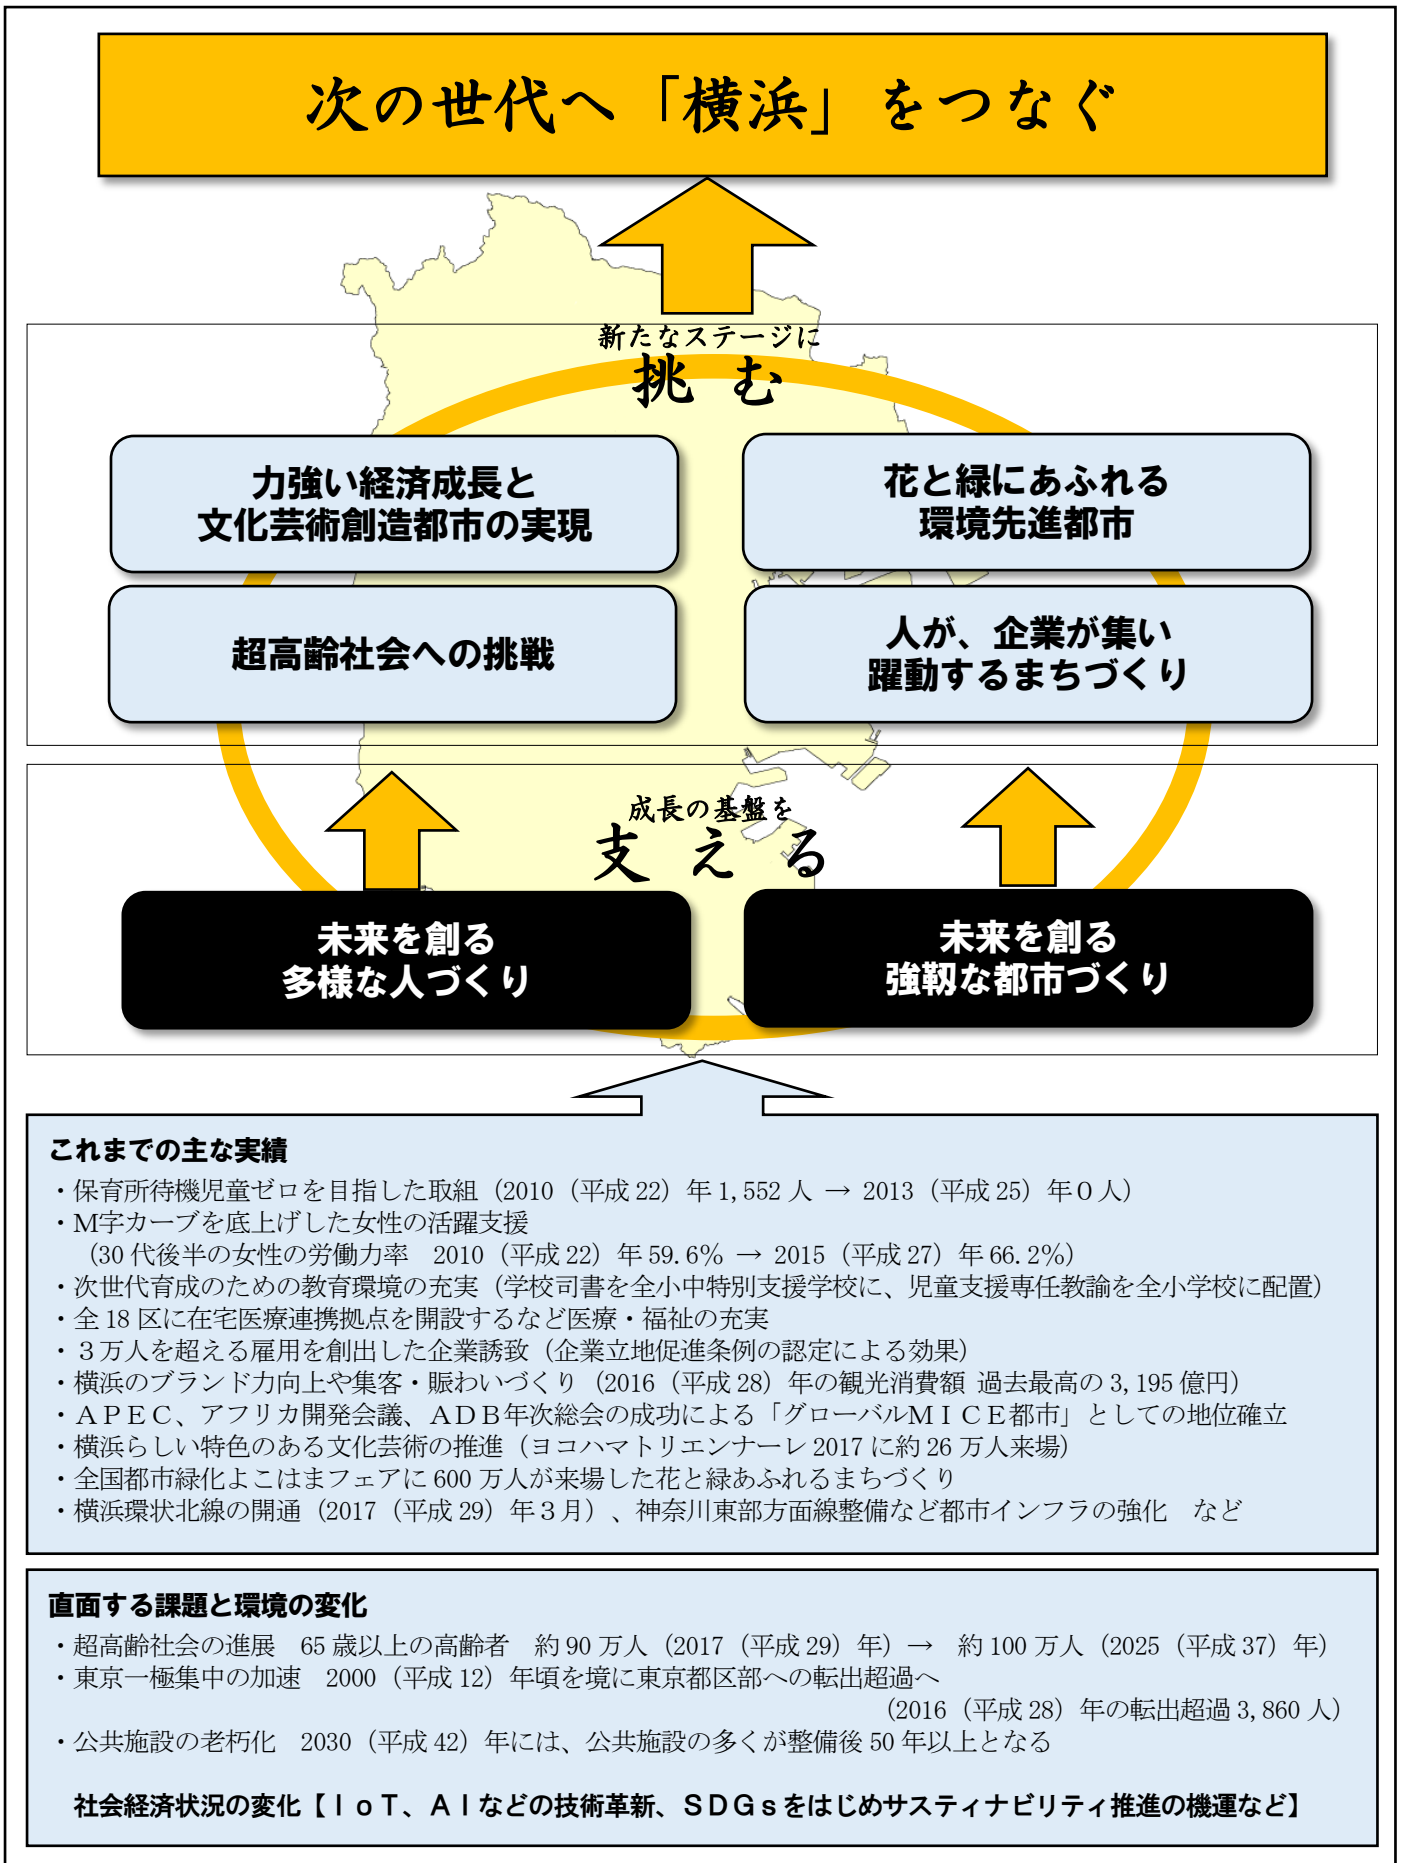 次の世代へ「横浜」をつなぐ
新たなステージに
挑む
力強い経済成長と
文化芸術創造都市の実現
花と緑にあふれる
環境先進都市
超高齢社会への挑戦
人が、企業が集い
躍動するまちづくり
成長の基盤を
支える
未来を創る
多様な人づくり
未来を創る
強靱な都市づくり
これまでの主な実績
・保育所待機児童ゼロを目指した取組（2010（平成22）年1,552人 → 2013（平成25）年０人）
・Ｍ字カーブを底上げした女性の活躍支援
（30代後半の女性の労働力率　2010（平成22）年59.6％ → 2015（平成27）年66.2％）
・次世代育成のための教育環境の充実（学校司書を全小中特別支援学校に、児童支援専任教諭を全小学校に配置）
・全18区に在宅医療連携拠点を開設するなど医療・福祉の充実
・３万人を超える雇用を創出した企業誘致（企業立地促進条例の認定による効果）
・横浜のブランド力向上や集客・賑わいづくり（2016（平成28）年の観光消費額 過去最高の3,195億円）
・ＡＰＥＣ、アフリカ開発会議、ＡＤＢ年次総会の成功による「グローバルＭＩＣＥ都市」としての地位確立
・横浜らしい特色のある文化芸術の推進（ヨコハマトリエンナーレ2017に約26万人来場）
・全国都市緑化よこはまフェアに600万人が来場した花と緑あふれるまちづくり
・横浜環状北線の開通（2017（平成29）年３月）、神奈川東部方面線整備など都市インフラの強化　など
直面する課題と環境の変化
・超高齢社会の進展　65歳以上の高齢者　約90万人（2017（平成29）年）→　約100万人（2025（平成37）年）
・東京一極集中の加速　2000（平成12）年頃を境に東京都区部への転出超過へ
（2016（平成28）年の転出超過3,860人）
・公共施設の老朽化　2030（平成42）年には、公共施設の多くが整備後50年以上となる
社会経済状況の変化【ＩｏＴ、ＡＩなどの技術革新、ＳＤＧｓをはじめサスティナビリティ推進の機運など】